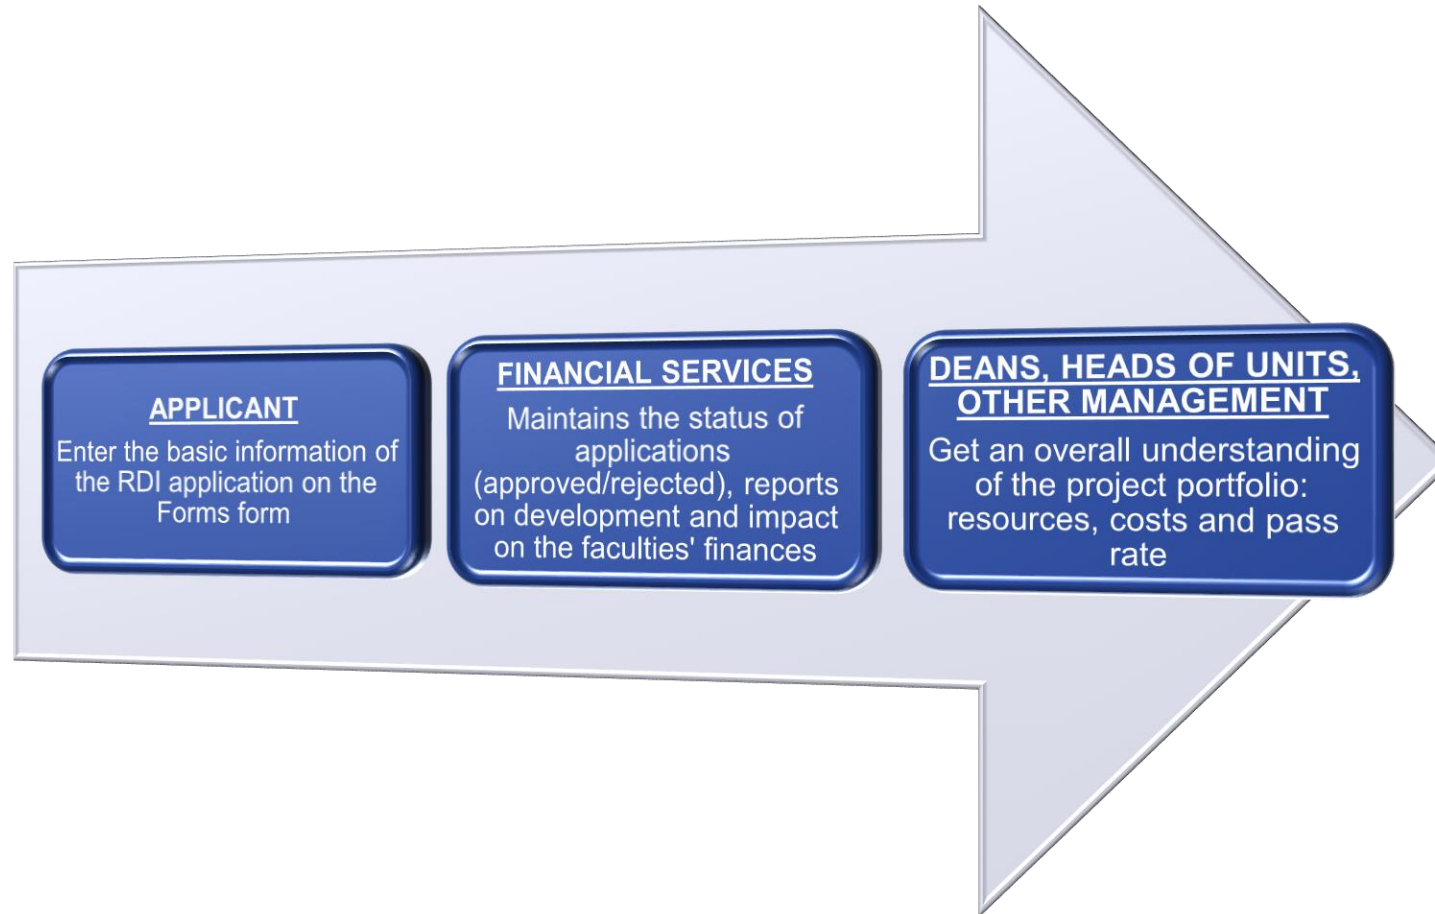 APPLICANT
Enter the basic information of
the RDI application on the
Forms form
FINANCIAL SERVICES
Maintains the status of
applications
(approved/rejected), reports
on development and impact
on the faculties' finances
DEANS, HEADS OF UNITS,
OTHER MANAGEMENT
Get an overall understanding
of the project portfolio:
resources, costs and pass
rate